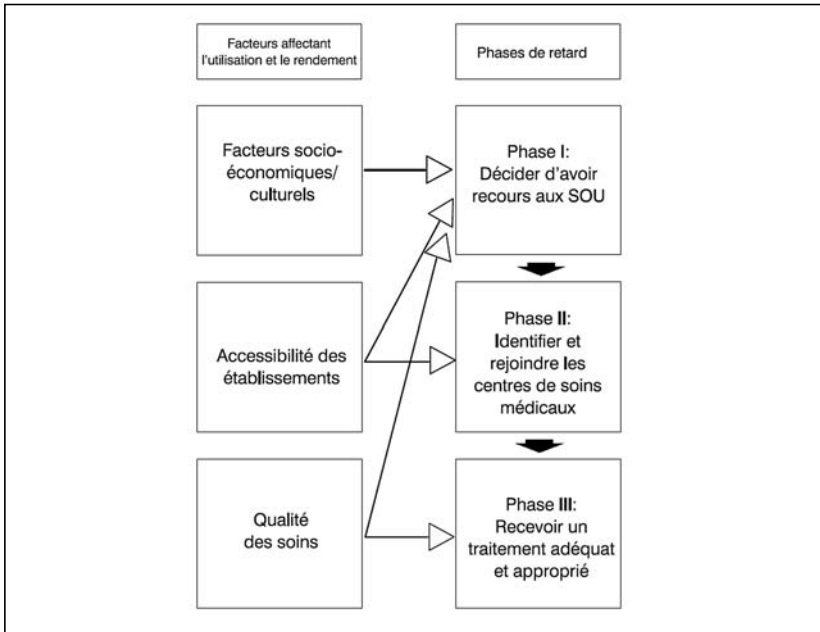 Facteurs affectant
l'utilisation et le rendement
Phases de retard
Facteurs socio-
économiques/
culturels
Phase I:
Décider d'avoir
recours aux SOU
Accessibilité des
établissements
Phase II:
Identifier et
rejoindre les
centres de soins
médicaux
Qualité
des soins
Phase III:
Recevoir un
traitement adéquat
et approprié